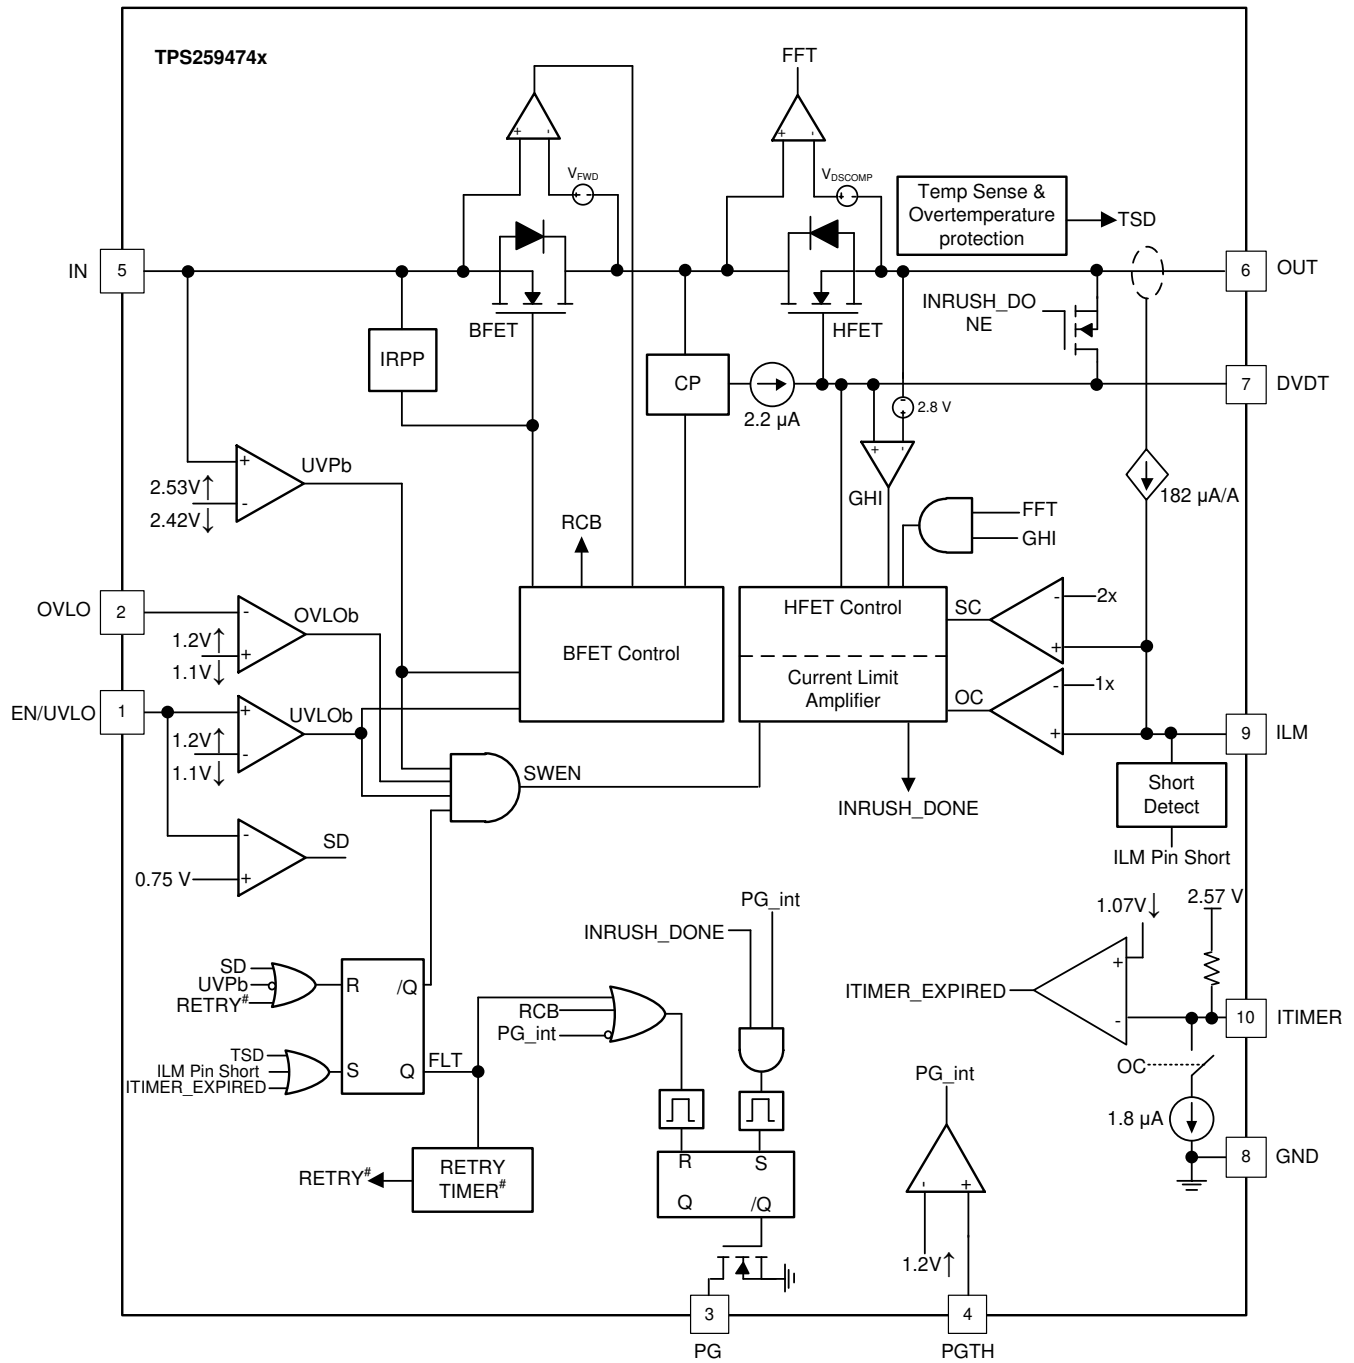 TPS259474x
FFT
+
-
VFWD
+
-
+
-
VDSCOMP
+
-
Temp Sense &
Overtemperature
protection
TSD
IN
5
6
OUT
BFET
HFET
INRUSH_DO
NE
IRPP
CP
2.2 µA
7
DVDT
+
-
2.8 V
+
-
GHI
182 µA/A
UVPb
+
-
2.53V↑
2.42V↓
RCB
FFT
GHI
OVLO
2
-
+
OVLOb
1.2V↑
1.1V↓
BFET Control
HFET Control
Current Limit
Amplifier
SC
-
+
2x
OC
-
+
1x
EN/UVLO
1
+
-
UVLOb
1.2V↑
1.1V↓
9
ILM
SWEN
INRUSH_DONE
Short
Detect
ILM Pin Short
-
+
SD
0.75 V
PG_int
INRUSH_DONE
1.07V↓
2.57 V
+
-
ITIMER_EXPIRED
10
ITIMER
SD
UVPb
RETRY#
R
/Q
TSD
ILM Pin Short
ITIMER_EXPIRED
S
Q
FLT
RCB
PG_int
OC
1.8 µA
8
GND
PG_int
RETRY#
RETRY
TIMER#
R
S
Q
/Q
-
+
1.2V↑
3
PG
4
PGTH